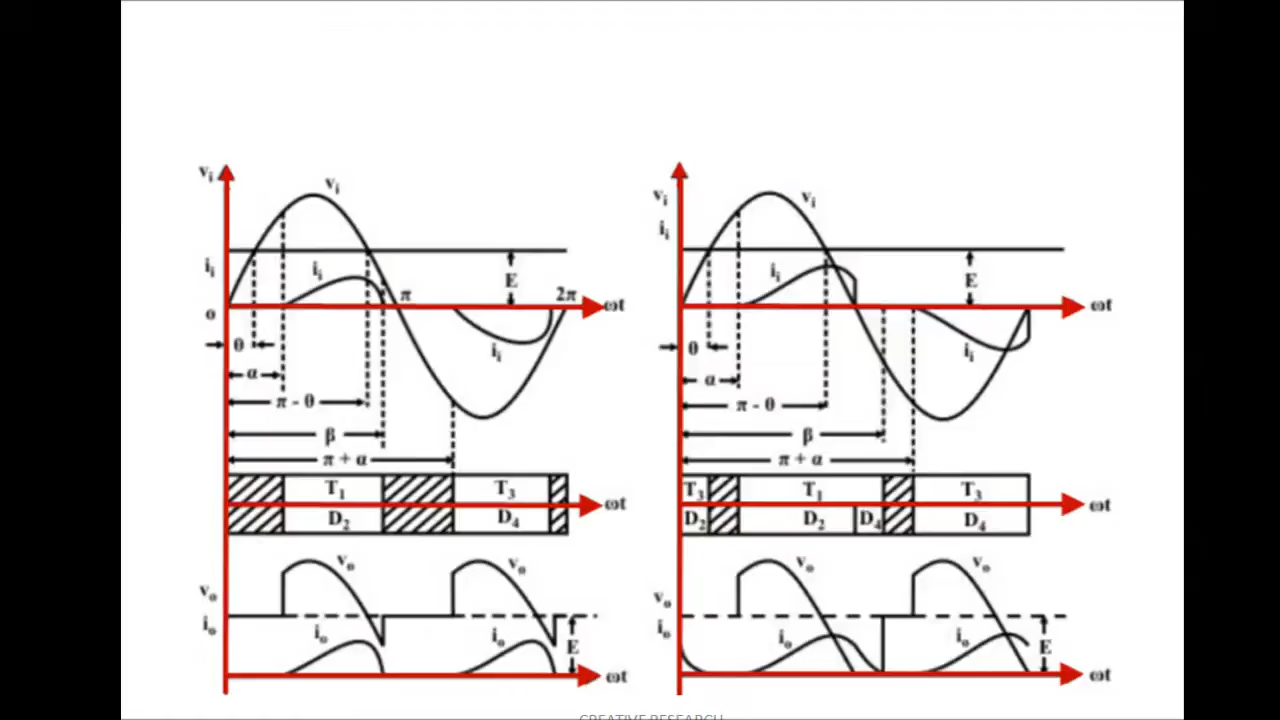 vi vi
ii
ii
E
π
2π
ωt
o
θ
α
π - θ
β
π + α
T1 T3
D2 D4
ωt
vo
io
vo vo
io io
E
ωt
vi
ii
vi
ii
E
ωt
θ
α
ii
π - θ
β
π + α
T3 T1 T3
D2 D2 D4 D4
ωt
vo
io
vo vo
io io
E
ωt
CREATIVE RESEARCH